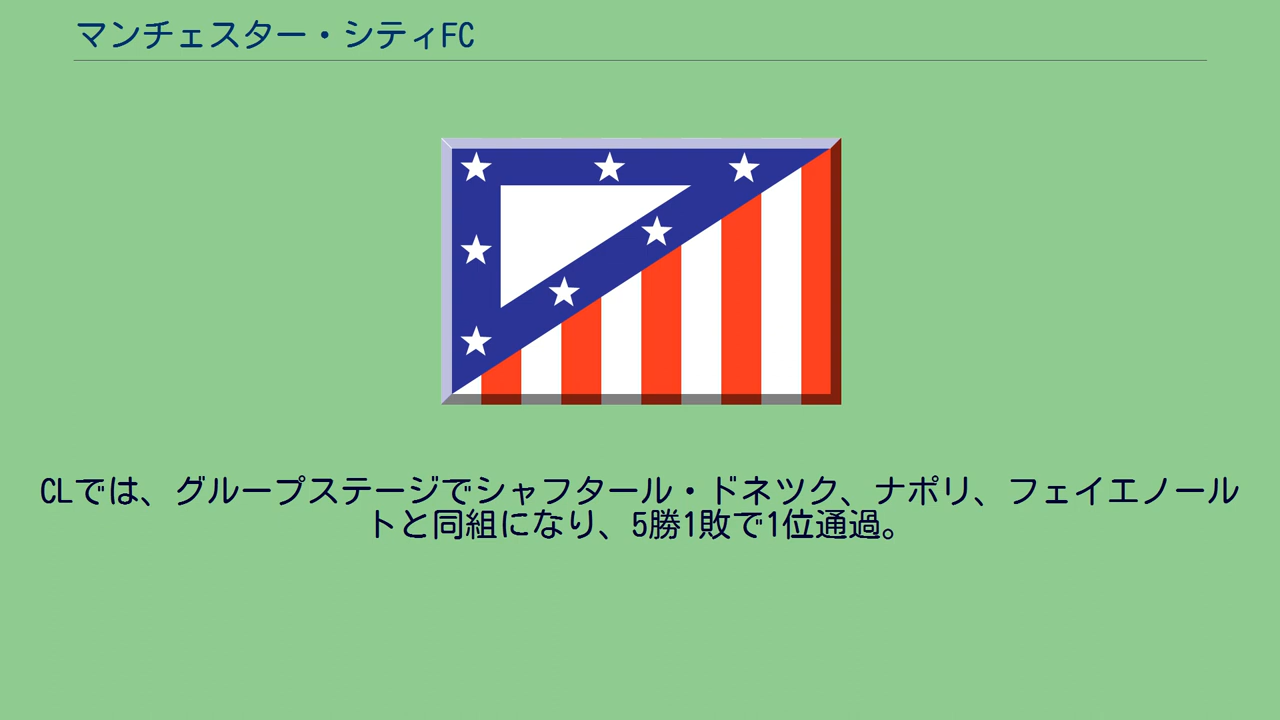 マンチェスター・シティFC
CLでは、グループステージでシャフタール・ドネツク、ナポリ、フェイエノール
トと同組になり、5勝1敗で1位通過。